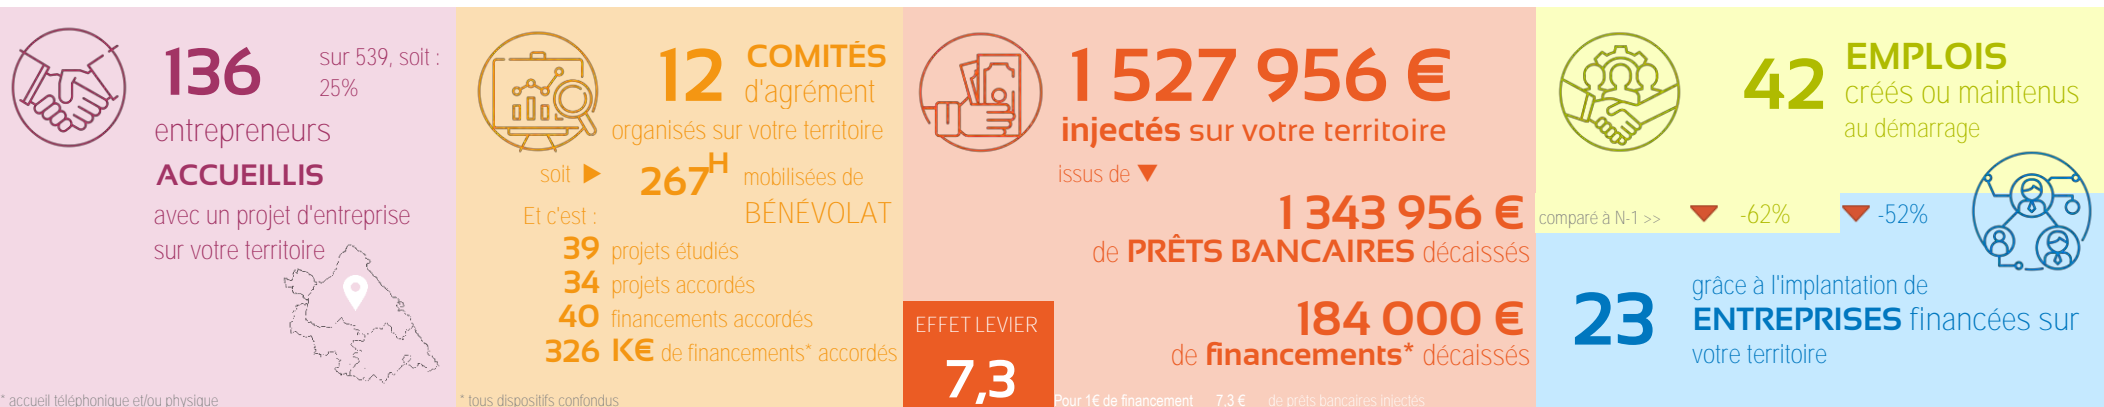 136
sur 539, soit :
25%
entrepreneurs
ACCUEILLIS
avec un projet d'entreprise
sur votre territoire
* accueil téléphonique et/ou physique
12 COMITÉS
d'agrément
organisés sur votre territoire
soit ▶ 267H mobilisées de
BÉNÉVOLAT
Et c'est :
39 projets étudiés
34 projets accordés
40 financements accordés
326 K€ de financements* accordés
* tous dispositifs confondus
1 527 956 €
injectés sur votre territoire
issus de ▼
1 343 956 €
de PRÊTS BANCAIRES décaissés
184 000 €
de financements* décaissés
EFFET LEVIER
7,3
Pour 1€ de financement 7.3 € de prêts bancaires injectés
42 EMPLOIS
créés ou maintenus
au démarrage
comparé à N-1 >> ▼ -62% ▼ -52%
23
grâce à l'implantation de
ENTREPRISES financées sur
votre territoire